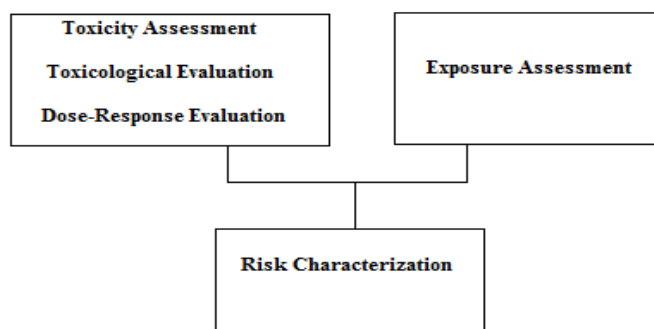 Toxicity Assessment
Toxicological Evaluation
Dose-Response Evaluation
Exposure Assessment
Risk Characterization